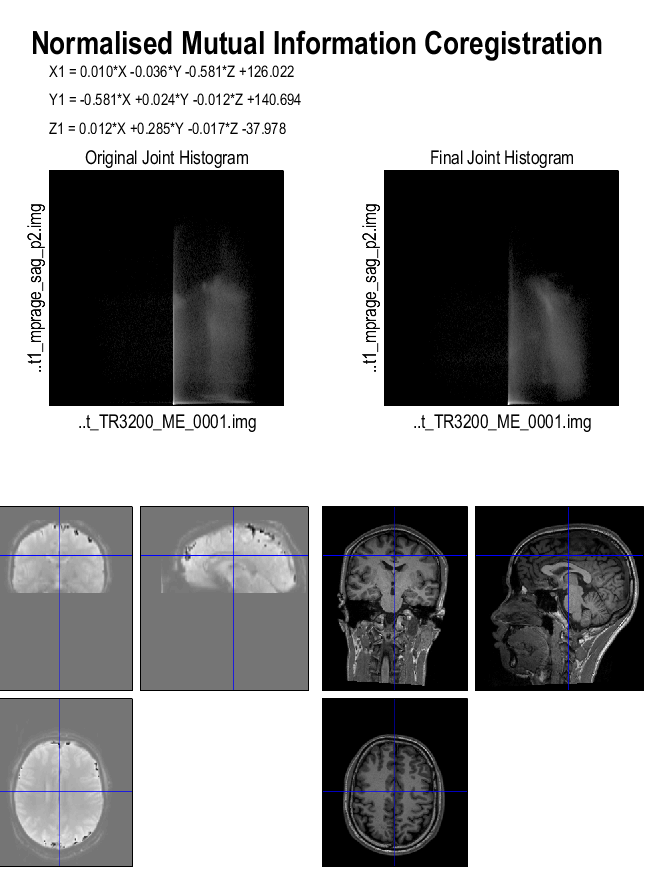 Normalised Mutual Information Coregistration
X1 = 0.010*X -0.036*Y -0.581*Z +126.022
Y1 = -0.581*X +0.024*Y -0.012*Z +140.694
Z1 = 0.012*X +0.285*Y -0.017*Z -37.978
Original Joint Histogram
Final Joint Histogram
..t1_mprage_sag_p2.img
..t1_mprage_sag_p2.img
..t_TR3200_ME_0001.img
..t_TR3200_ME_0001.img